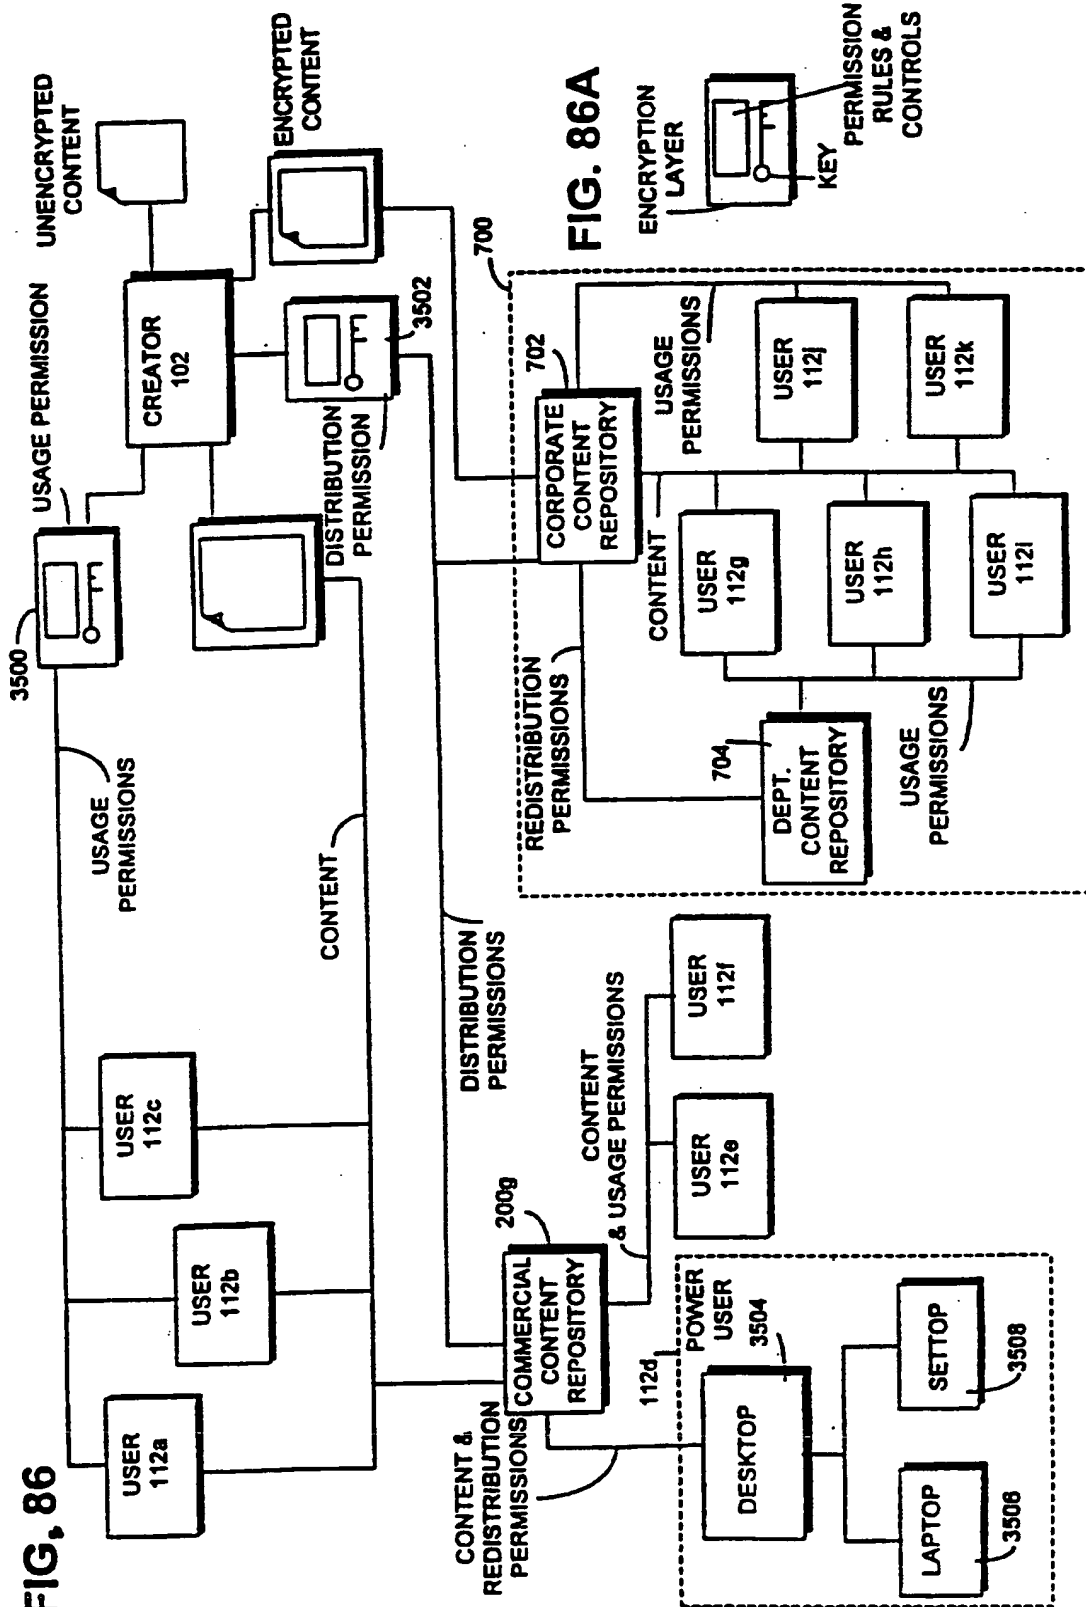 FIG. 86
USER
112a
USER
112b
USER
112c
USAGE
PERMISSIONS
3500
USAGE PERMISSION
CREATOR
102
UNENCRYPTED
CONTENT
ENCRYPTED
CONTENT
CONTENT
DISTRIBUTION
PERMISSION
3502
DISTRIBUTION
PERMISSIONS
CONTENT &
REDISTRIBUTION
PERMISSIONS
COMMERCIAL
CONTENT
REPOSITORY
200g
CONTENT
& USAGE PERMISSIONS
USER
112e
USER
112f
112d
POWER
USER
3504
DESKTOP
LAPTOP
3506
SETTOP
3508
700
CORPORATE
CONTENT
REPOSITORY
702
REDISTRIBUTION
PERMISSIONS
704
DEPT.
CONTENT
REPOSITORY
USAGE
PERMISSIONS
CONTENT
USER
112g
USER
112h
USER
112i
USAGE
PERMISSIONS
USER
112j
USER
112k
FIG. 86A
ENCRYPTION
LAYER
KEY
PERMISSION
RULES &
CONTROLS